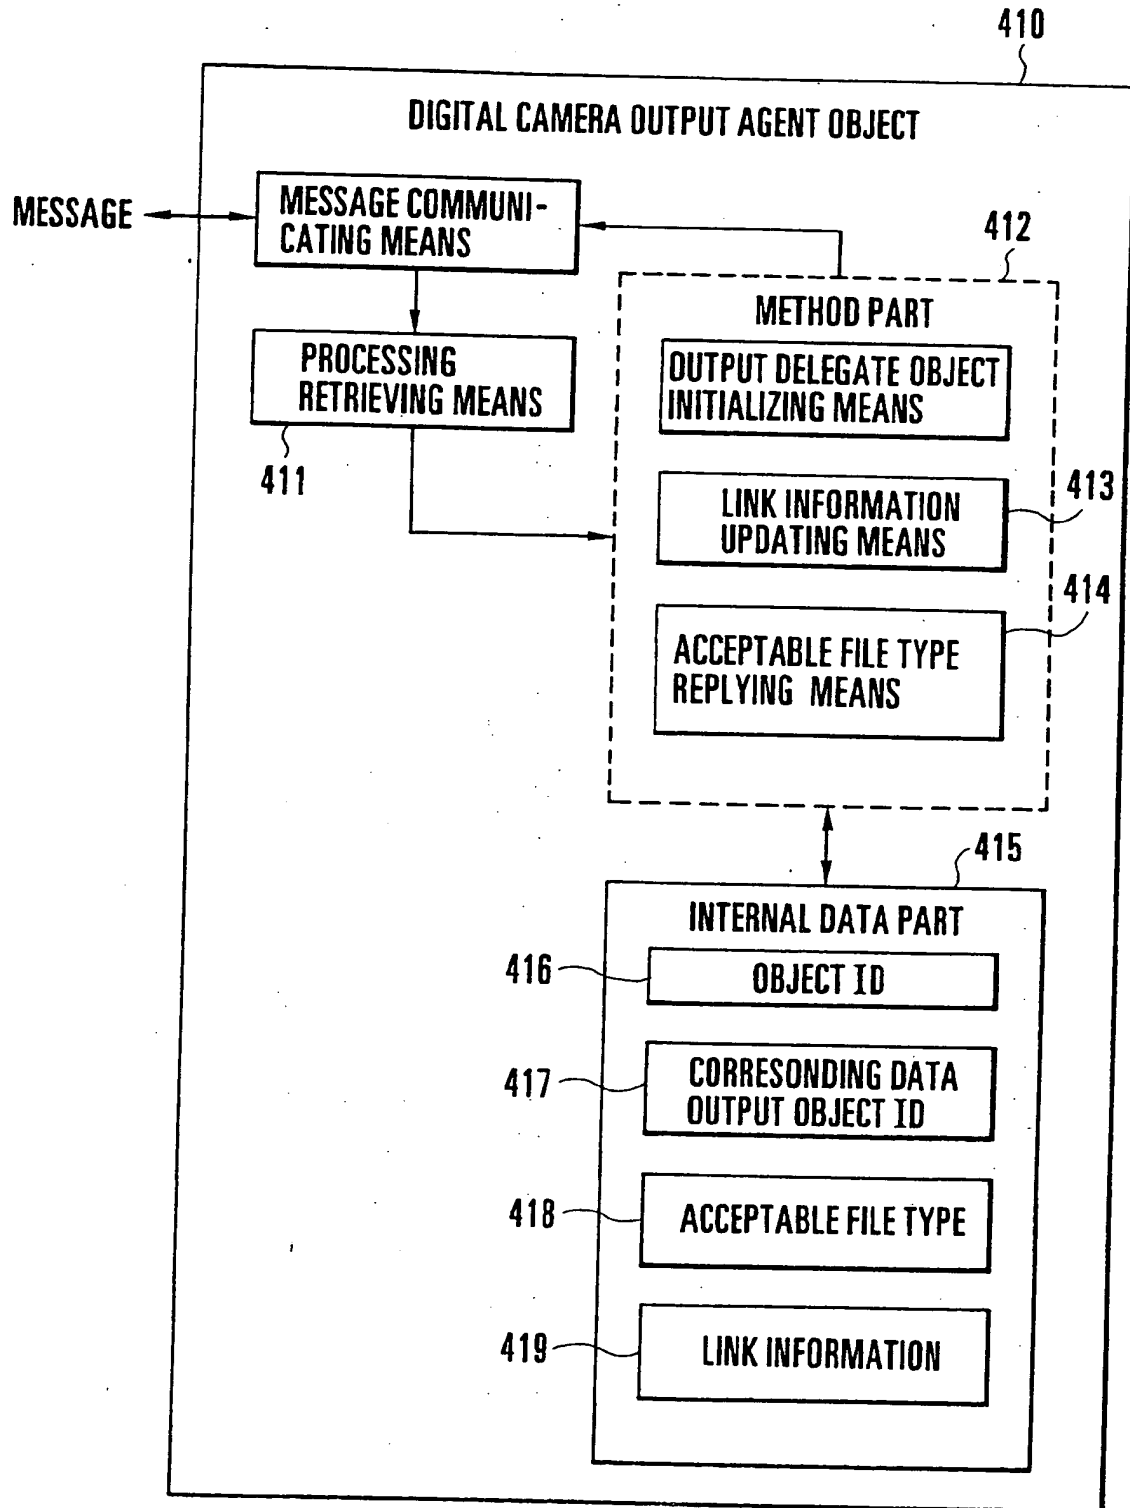 410
DIGITAL CAMERA OUTPUT AGENT OBJECT
MESSAGE
MESSAGE COMMUNI-
CATING MEANS
412
METHOD PART
PROCESSING
RETRIEVING MEANS
411
OUTPUT DELEGATE OBJECT
INITIALIZING MEANS
413
LINK INFORMATION
UPDATING MEANS
414
ACCEPTABLE FILE TYPE
REPLYING MEANS
415
INTERNAL DATA PART
416
OBJECT ID
417
CORRESONDING DATA
OUTPUT OBJECT ID
418
ACCEPTABLE FILE TYPE
419
LINK INFORMATION